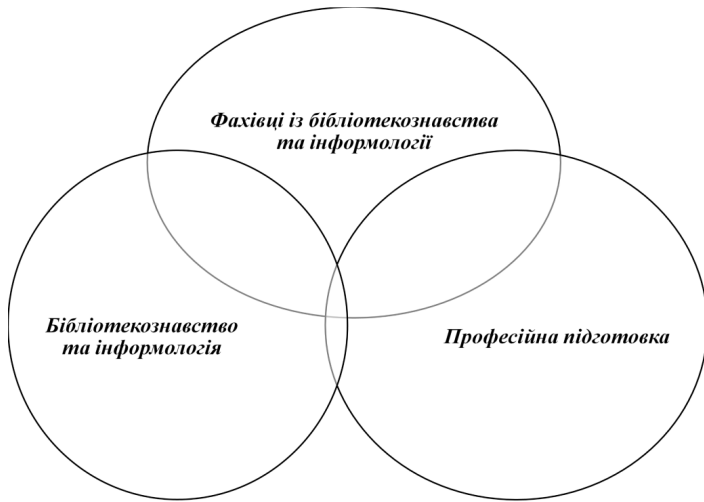 Фахівці із бібліотекознавства
та інформології
Бібліотекознавство
та інформологія
Професійна підготовка